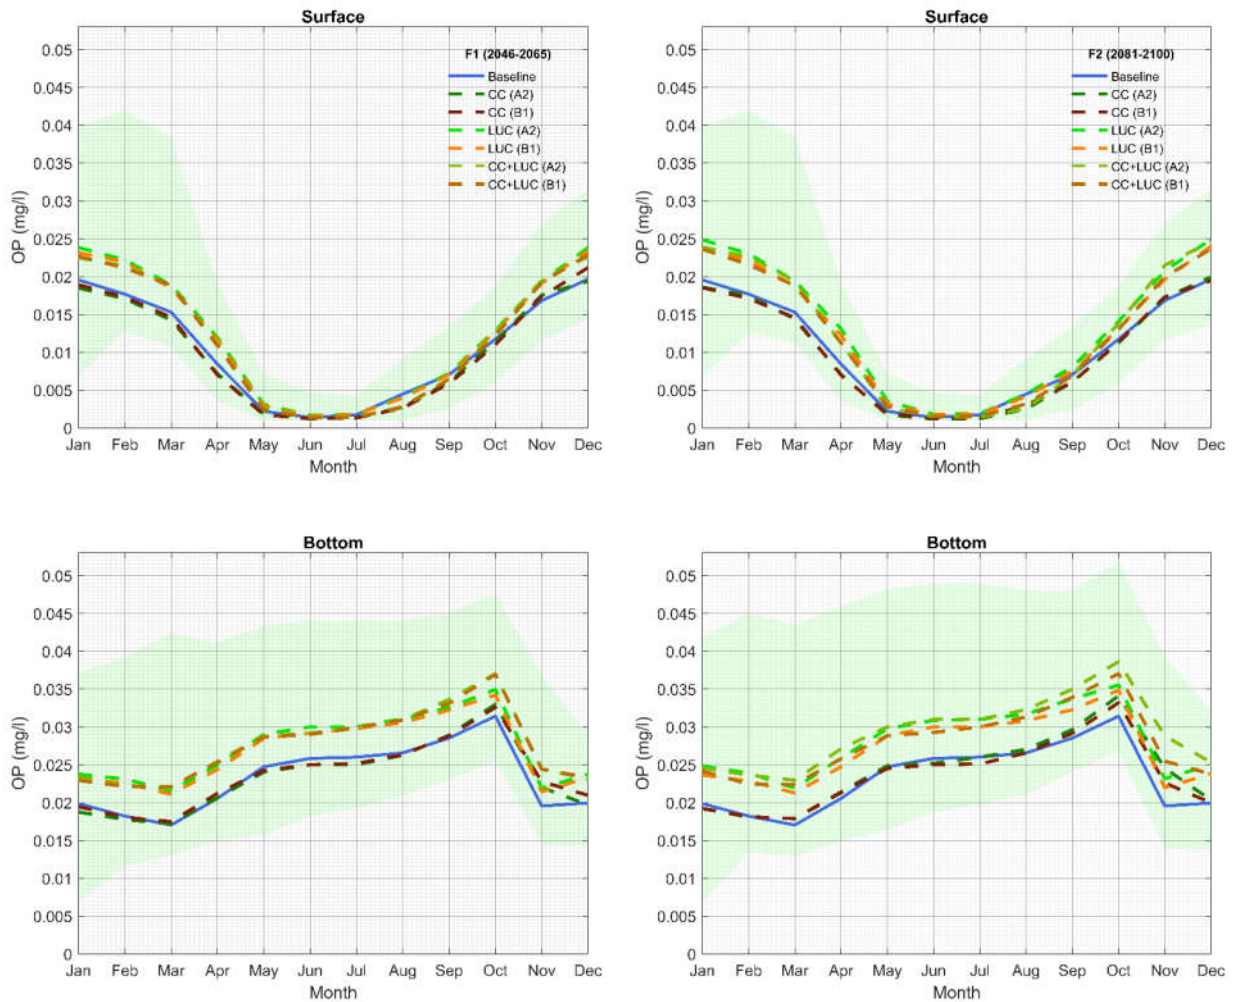 Surface
0.05
0.045
0.04
0.035
0.03
0.025
0.02
0.015
0.01
0.005
0
OP (mg/l)
F1 (2046-2065)
Baseline
CC (A2)
CC (B1)
LUC (A2)
LUC (B1)
CC+LUC (A2)
CC+LUC (B1)
Jan Feb Mar Apr May Jun Jul Aug Sep Oct Nov Dec
Month
Surface
0.05
0.045
0.04
0.035
0.03
0.025
0.02
0.015
0.01
0.005
0
OP (mg/l)
F2 (2081-2100)
Baseline
CC (A2)
CC (B1)
LUC (A2)
LUC (B1)
CC+LUC (A2)
CC+LUC (B1)
Jan Feb Mar Apr May Jun Jul Aug Sep Oct Nov Dec
Month
Bottom
0.05
0.045
0.04
0.035
0.03
0.025
0.02
0.015
0.01
0.005
0
OP (mg/l)
Jan Feb Mar Apr May Jun Jul Aug Sep Oct Nov Dec
Month
Bottom
0.05
0.045
0.04
0.035
0.03
0.025
0.02
0.015
0.01
0.005
0
OP (mg/l)
Jan Feb Mar Apr May Jun Jul Aug Sep Oct Nov Dec
Month